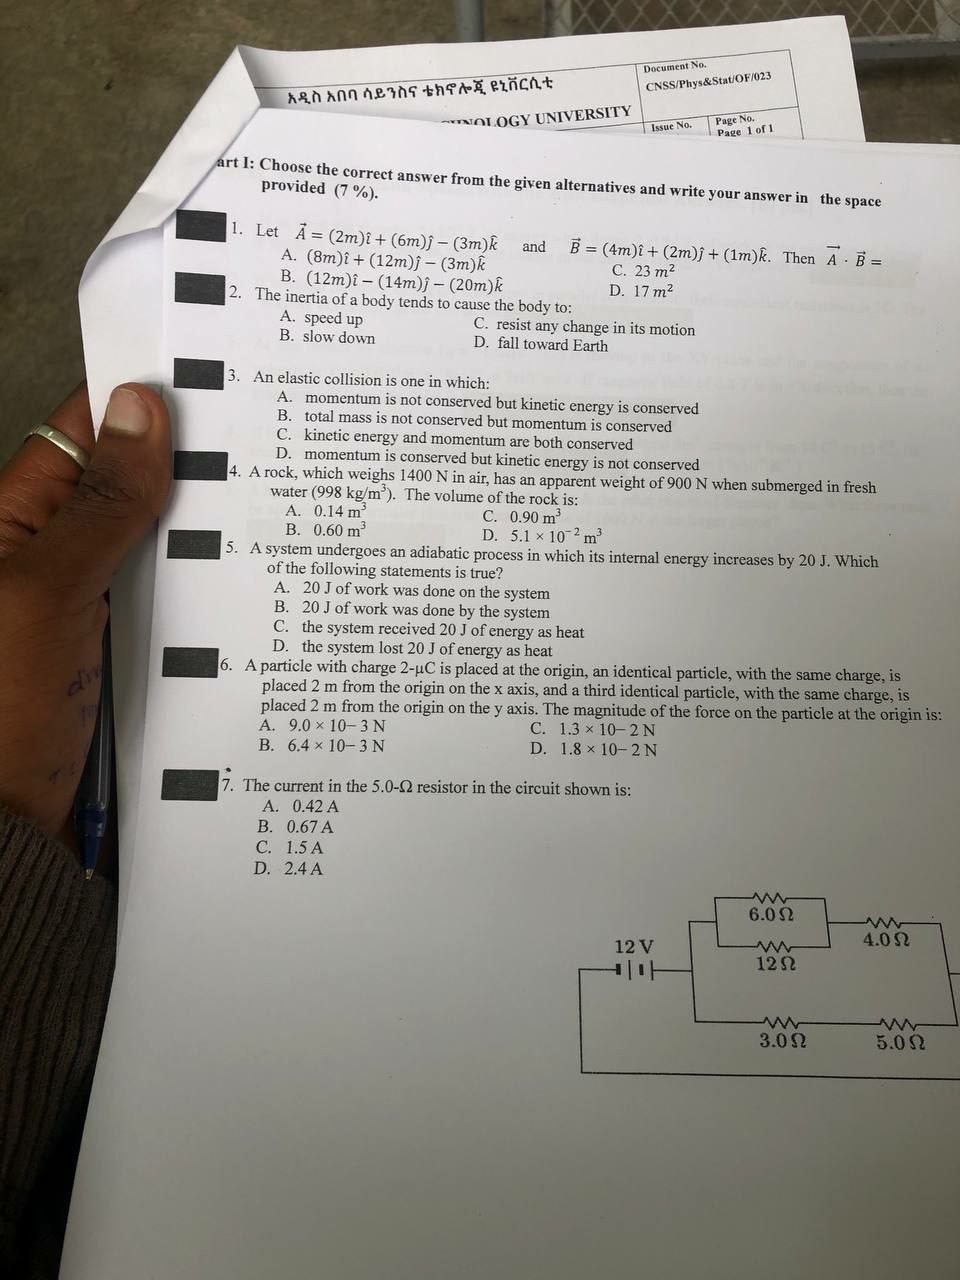 አዲስ አበባ ሳይንስና ቴክኖሎጂ ዩኒቨርሲቲ
Document No.
CNSS/Phys&Stat/OF/023
OLOGY UNIVERSITY
Issue No.
Page No.
Page 1 of 1
art I: Choose the correct answer from the given alternatives and write your answer in the space
provided (7 %).
1. Let A⃗ = (2m)î + (6m)ĵ − (3m)k̂ and B⃗ = (4m)î + (2m)ĵ + (1m)k̂. Then A⃗ · B⃗ =
A. (8m)î + (12m)ĵ − (3m)k̂
C. 23 m²
B. (12m)î − (14m)ĵ − (20m)k̂
D. 17 m²
2. The inertia of a body tends to cause the body to:
A. speed up
C. resist any change in its motion
B. slow down
D. fall toward Earth
3. An elastic collision is one in which:
A. momentum is not conserved but kinetic energy is conserved
B. total mass is not conserved but momentum is conserved
C. kinetic energy and momentum are both conserved
D. momentum is conserved but kinetic energy is not conserved
4. A rock, which weighs 1400 N in air, has an apparent weight of 900 N when submerged in fresh
water (998 kg/m³). The volume of the rock is:
A. 0.14 m³
C. 0.90 m³
B. 0.60 m³
D. 5.1 × 10⁻² m³
5. A system undergoes an adiabatic process in which its internal energy increases by 20 J. Which
of the following statements is true?
A. 20 J of work was done on the system
B. 20 J of work was done by the system
C. the system received 20 J of energy as heat
D. the system lost 20 J of energy as heat
6. A particle with charge 2-μC is placed at the origin, an identical particle, with the same charge, is
placed 2 m from the origin on the x axis, and a third identical particle, with the same charge, is
placed 2 m from the origin on the y axis. The magnitude of the force on the particle at the origin is:
A. 9.0 × 10− 3 N
C. 1.3 × 10− 2 N
B. 6.4 × 10− 3 N
D. 1.8 × 10− 2 N
7. The current in the 5.0-Ω resistor in the circuit shown is:
A. 0.42 A
B. 0.67 A
C. 1.5 A
D. 2.4 A
6.0 Ω
12 V
4.0 Ω
12 Ω
3.0 Ω
5.0 Ω